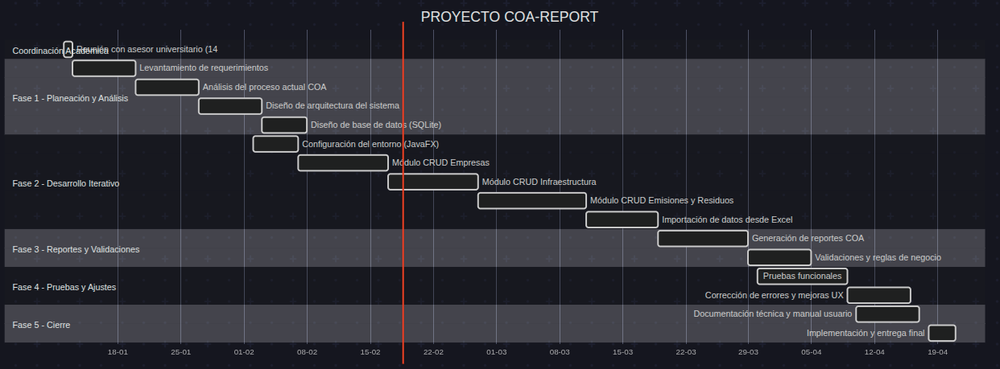 PROYECTO COA-REPORT
Coordinación Académica
Reunión con asesor universitario (14
Levantamiento de requerimientos
Análisis del proceso actual COA
Fase 1 - Planeación y Análisis
Diseño de arquitectura del sistema
Diseño de base de datos (SQLite)
Configuración del entorno (JavaFX)
Módulo CRUD Empresas
Módulo CRUD Infraestructura
Fase 2 - Desarrollo Iterativo
Módulo CRUD Emisiones y Residuos
Importación de datos desde Excel
Generación de reportes COA
Fase 3 - Reportes y Validaciones
Validaciones y reglas de negocio
Pruebas funcionales
Fase 4 - Pruebas y Ajustes
Corrección de errores y mejoras UX
Documentación técnica y manual usuario
Fase 5 - Cierre
Implementación y entrega final
18-01 25-01 01-02 08-02 15-02 22-02 01-03 08-03 15-03 22-03 29-03 05-04 12-04 19-04